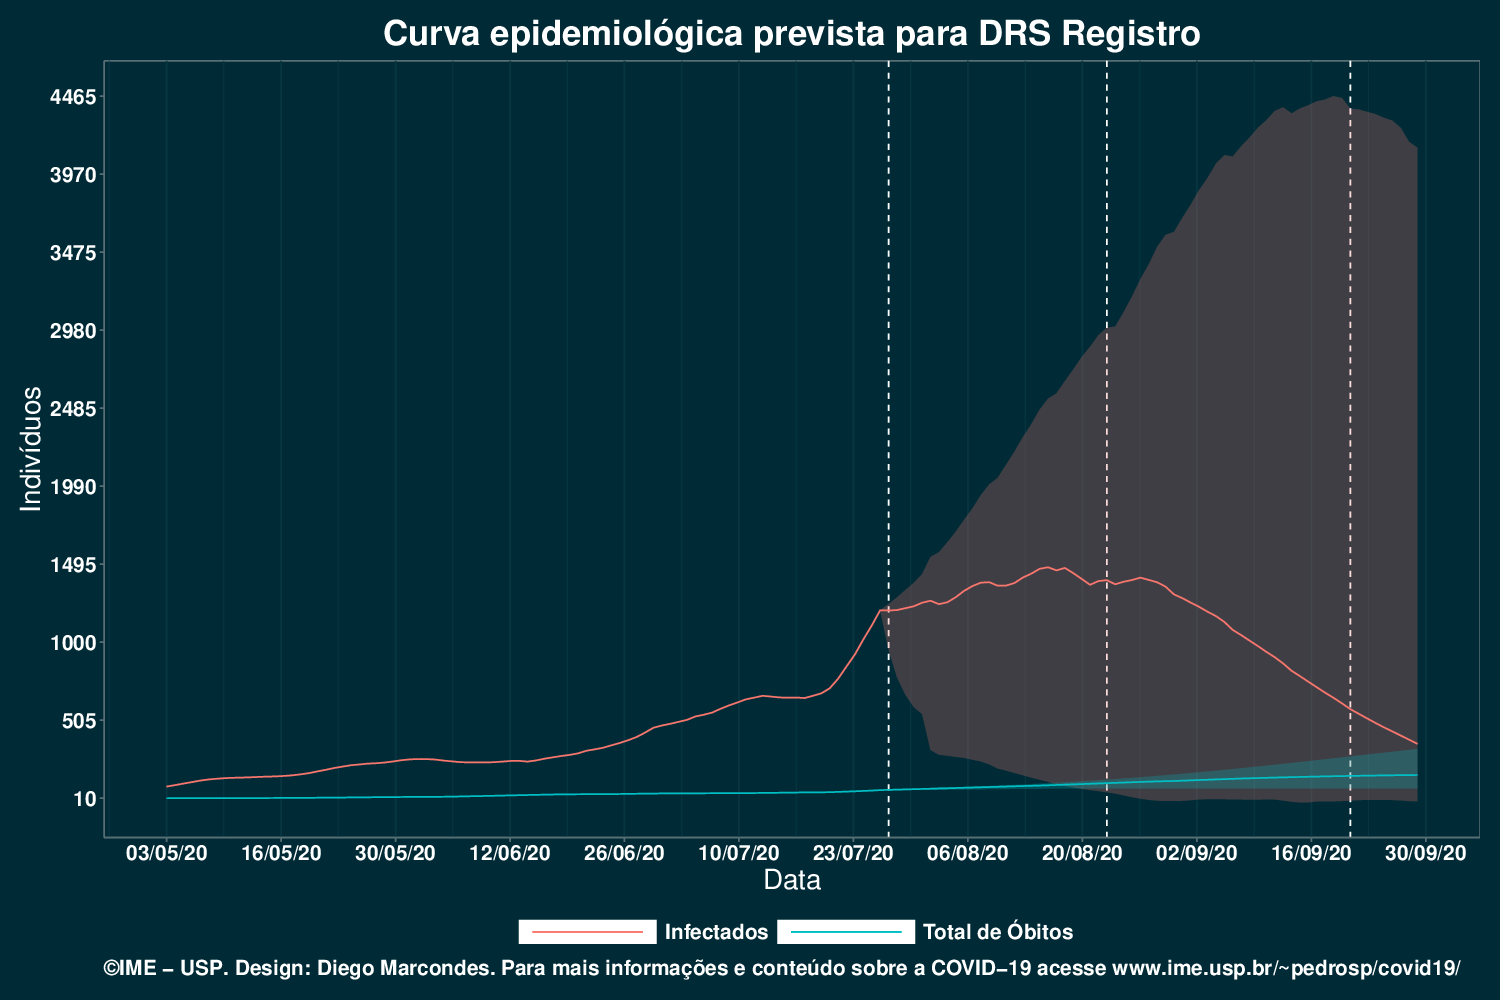 Curva epidemiológica prevista para DRS Registro
Indivíduos
4465
3970
3475
2980
2485
1990
1495
1000
505
10
03/05/20 16/05/20 30/05/20 12/06/20 26/06/20 10/07/20 23/07/20 06/08/20 20/08/20 02/09/20 16/09/20 30/09/20
Data
Infectados Total de Óbitos
©IME − USP. Design: Diego Marcondes. Para mais informações e conteúdo sobre a COVID−19 acesse www.ime.usp.br/~pedrosp/covid19/